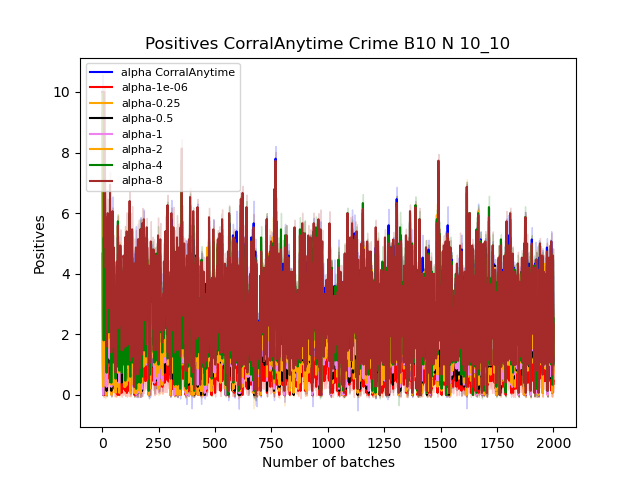 Positives CorralAnytime Crime B10 N 10_10
alpha CorralAnytime
alpha-1e-06
alpha-0.25
alpha-0.5
alpha-1
alpha-2
alpha-4
alpha-8
Positives
10
8
6
4
2
0
0 250 500 750 1000 1250 1500 1750 2000
Number of batches